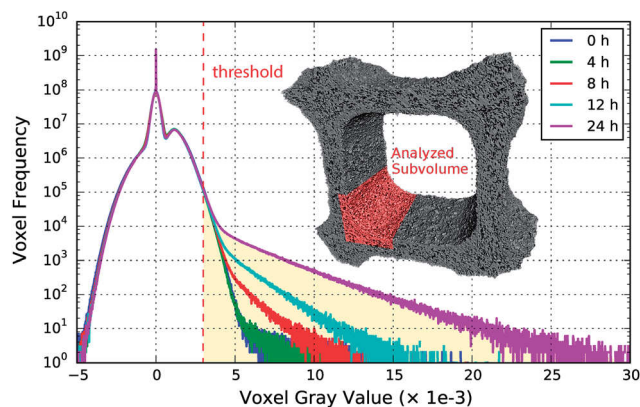 10^10
10^9
10^8
10^7
10^6
10^5
10^4
10^3
10^2
10^1
10^0
Voxel Frequency
threshold
Analyzed
Subvolume
0 h
4 h
8 h
12 h
24 h
−5 0 5 10 15 20 25 30
Voxel Gray Value (× 1e-3)